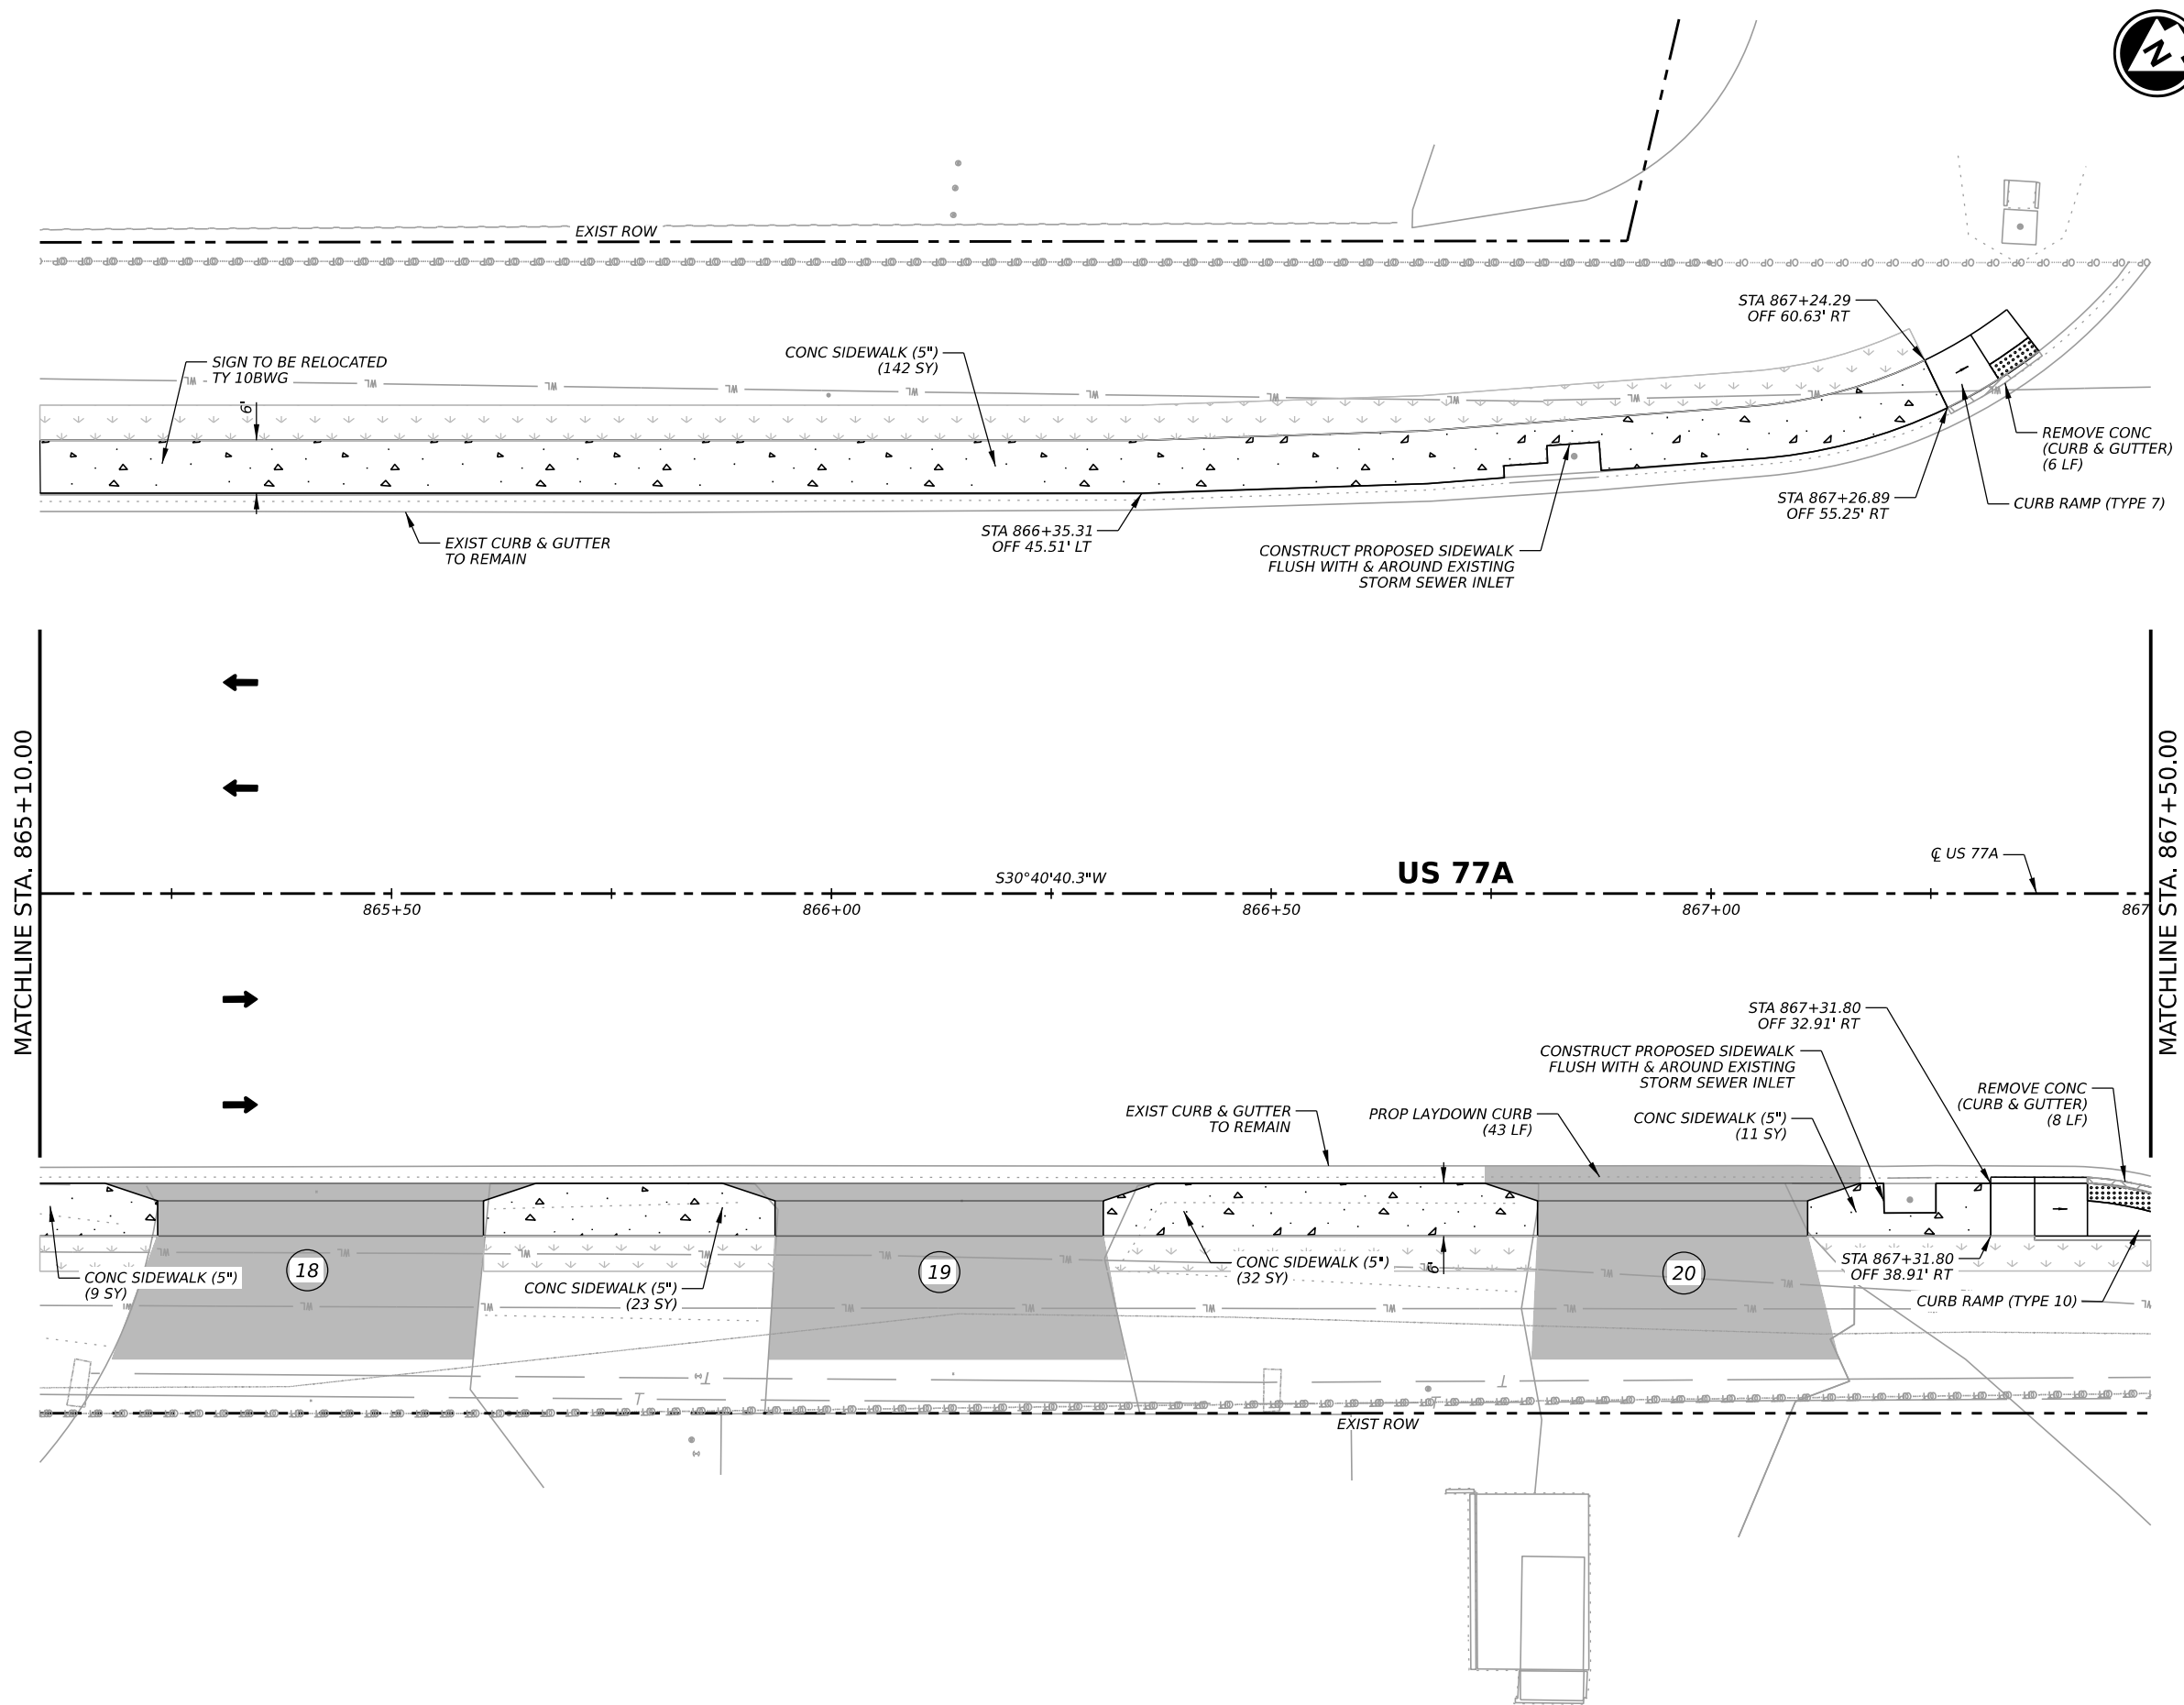 EXIST ROW
STA 867+24.29
OFF 60.63' RT
SIGN TO BE RELOCATED
TY 10BWG
CONC SIDEWALK (5")
(142 SY)
6'
REMOVE CONC
(CURB & GUTTER)
(6 LF)
CURB RAMP (TYPE 7)
STA 867+26.89
OFF 55.25' RT
STA 866+35.31
OFF 45.51' LT
EXIST CURB & GUTTER
TO REMAIN
CONSTRUCT PROPOSED SIDEWALK
FLUSH WITH & AROUND EXISTING
STORM SEWER INLET
MATCHLINE STA. 865+10.00
MATCHLINE STA. 867+50.00
℄ US 77A
US 77A
S30°40'40.3"W
865+50
866+00
866+50
867+00
867
STA 867+31.80
OFF 32.91' RT
CONSTRUCT PROPOSED SIDEWALK
FLUSH WITH & AROUND EXISTING
STORM SEWER INLET
REMOVE CONC
(CURB & GUTTER)
(8 LF)
EXIST CURB & GUTTER
TO REMAIN
PROP LAYDOWN CURB
(43 LF)
CONC SIDEWALK (5")
(11 SY)
18
19
20
CONC SIDEWALK (5")
(9 SY)
CONC SIDEWALK (5")
(23 SY)
CONC SIDEWALK (5")
(32 SY)
6'
STA 867+31.80
OFF 38.91' RT
CURB RAMP (TYPE 10)
EXIST ROW